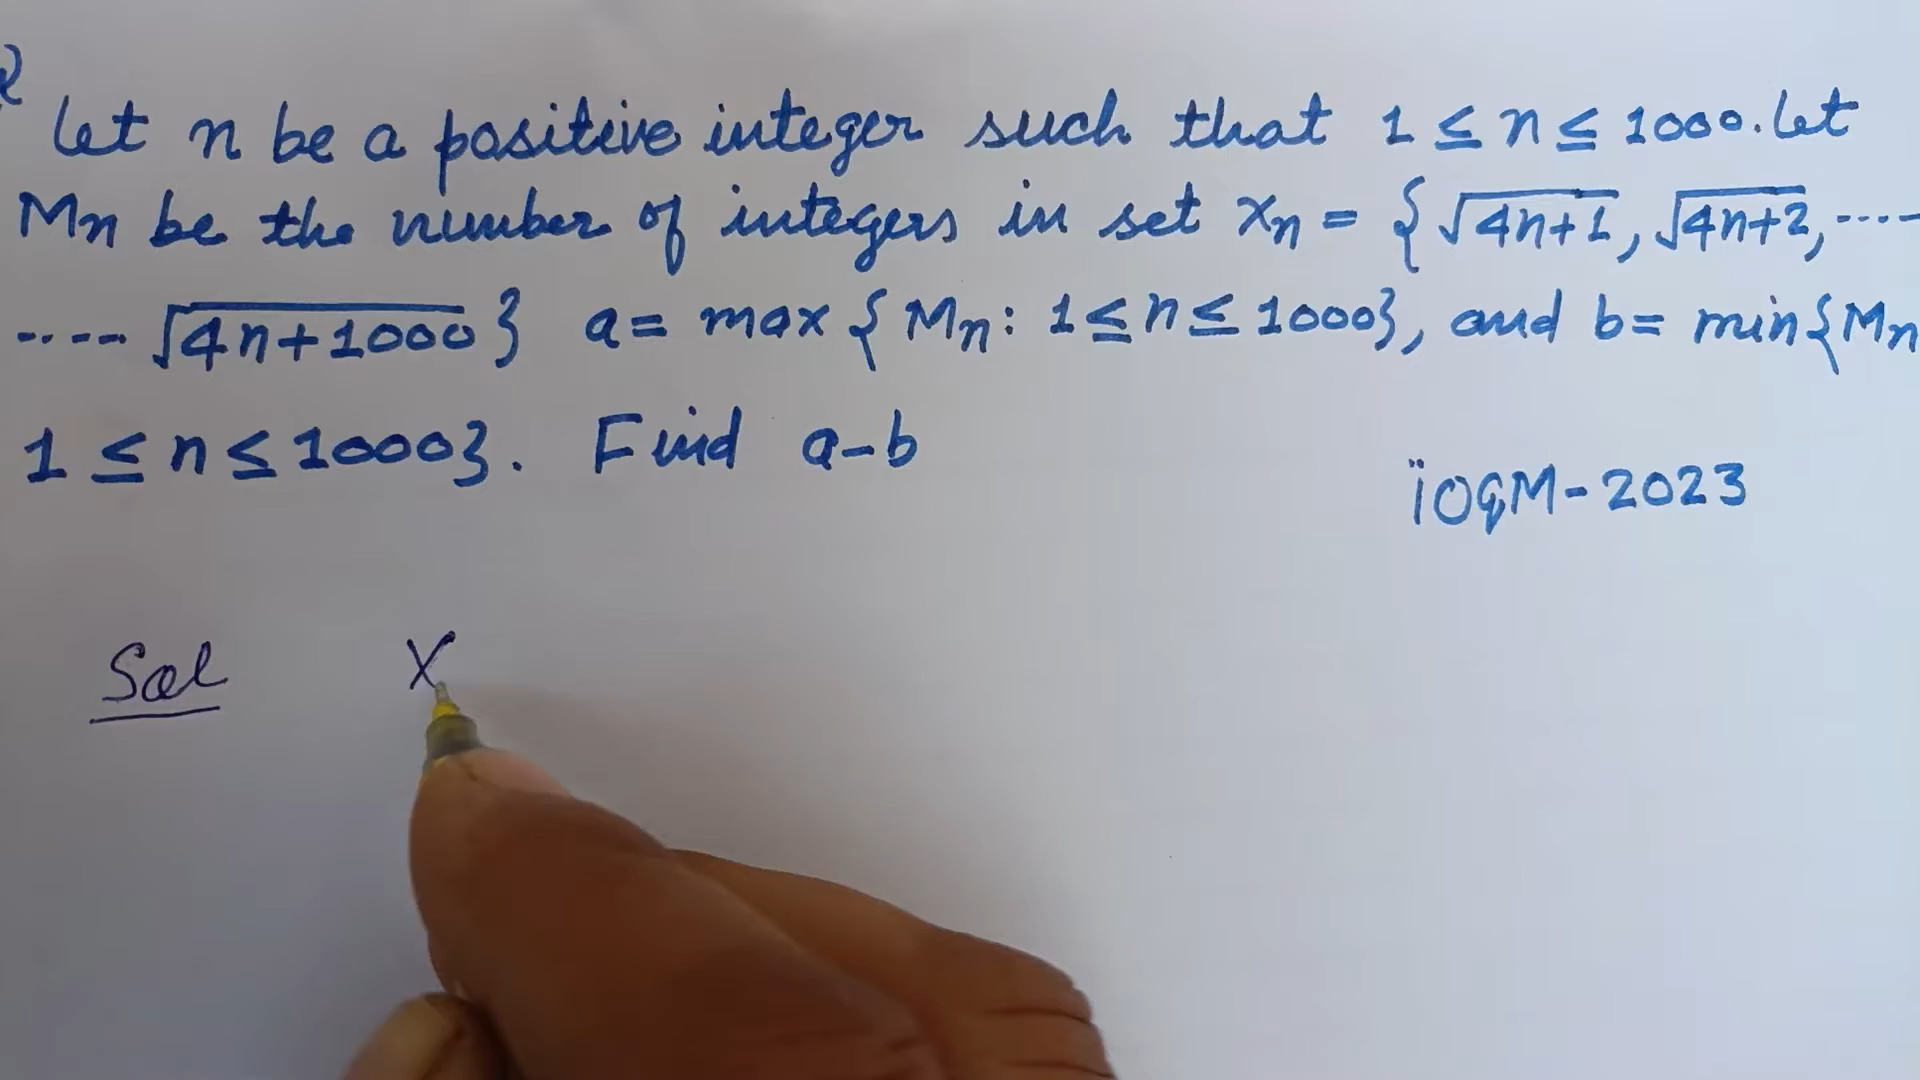 Let n be a positive integer such that 1 ≤ n ≤ 1000. Let
Mn be the number of integers in set xn = {√4n+1, √4n+2, ....
.... √4n+1000} a = max {Mn: 1 ≤ n ≤ 1000}, and b = min{Mn
1 ≤ n ≤ 1000}. Find a-b
IOQM-2023
Sol X